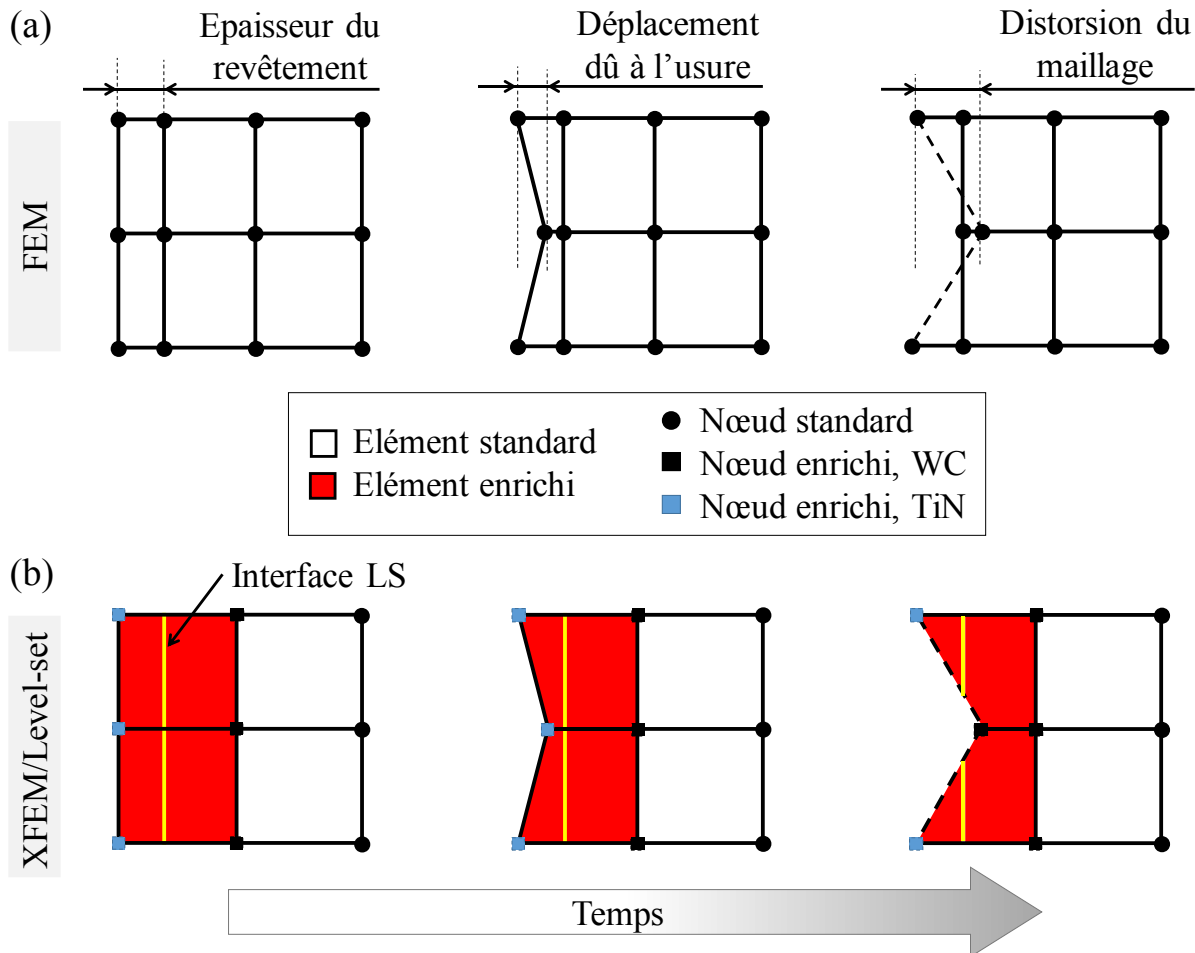 (a)
Epaisseur du
revêtement
Déplacement
dû à l’usure
Distorsion du
maillage
FEM
Elément standard
Elément enrichi
Nœud standard
Nœud enrichi, WC
Nœud enrichi, TiN
(b)
Interface LS
XFEM/Level-set
Temps